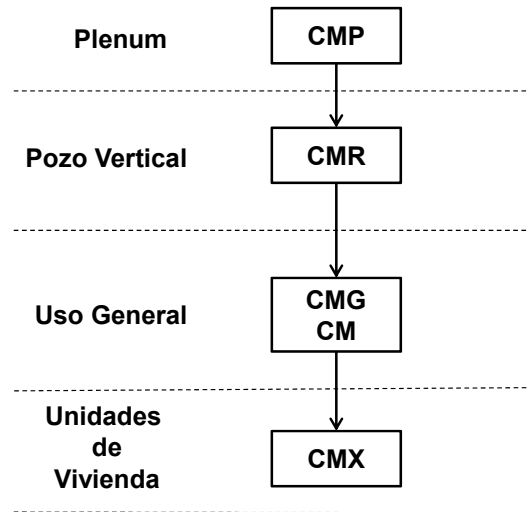 Plenum
CMP
Pozo Vertical
CMR
Uso General
CMG
CM
Unidades
de
Vivienda
CMX